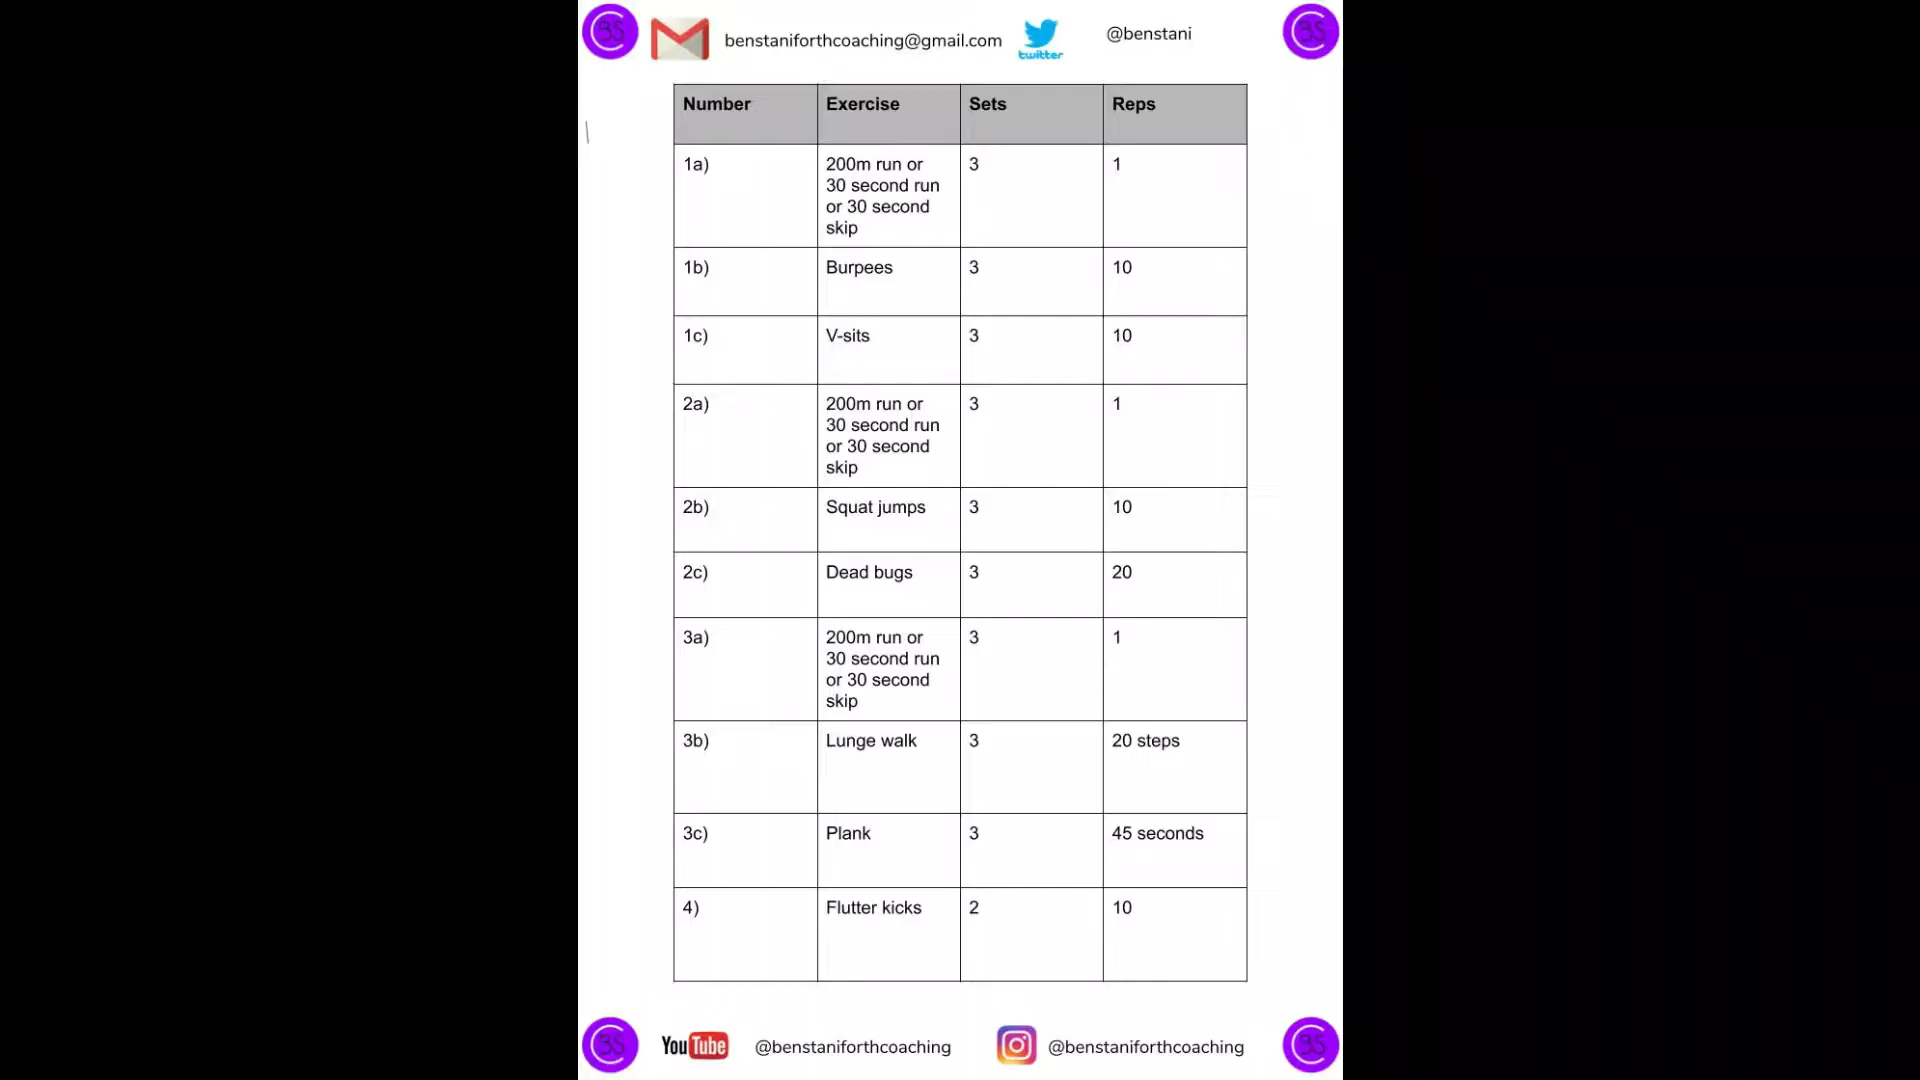 benstaniforthcoaching@gmail.com
twitter
@benstani
Number Exercise Sets Reps
1a) 200m run or 3 1
30 second run
or 30 second
skip
1b) Burpees 3 10
1c) V-sits 3 10
2a) 200m run or 3 1
30 second run
or 30 second
skip
2b) Squat jumps 3 10
2c) Dead bugs 3 20
3a) 200m run or 3 1
30 second run
or 30 second
skip
3b) Lunge walk 3 20 steps
3c) Plank 3 45 seconds
4) Flutter kicks 2 10
YouTube @benstaniforthcoaching @benstaniforthcoaching